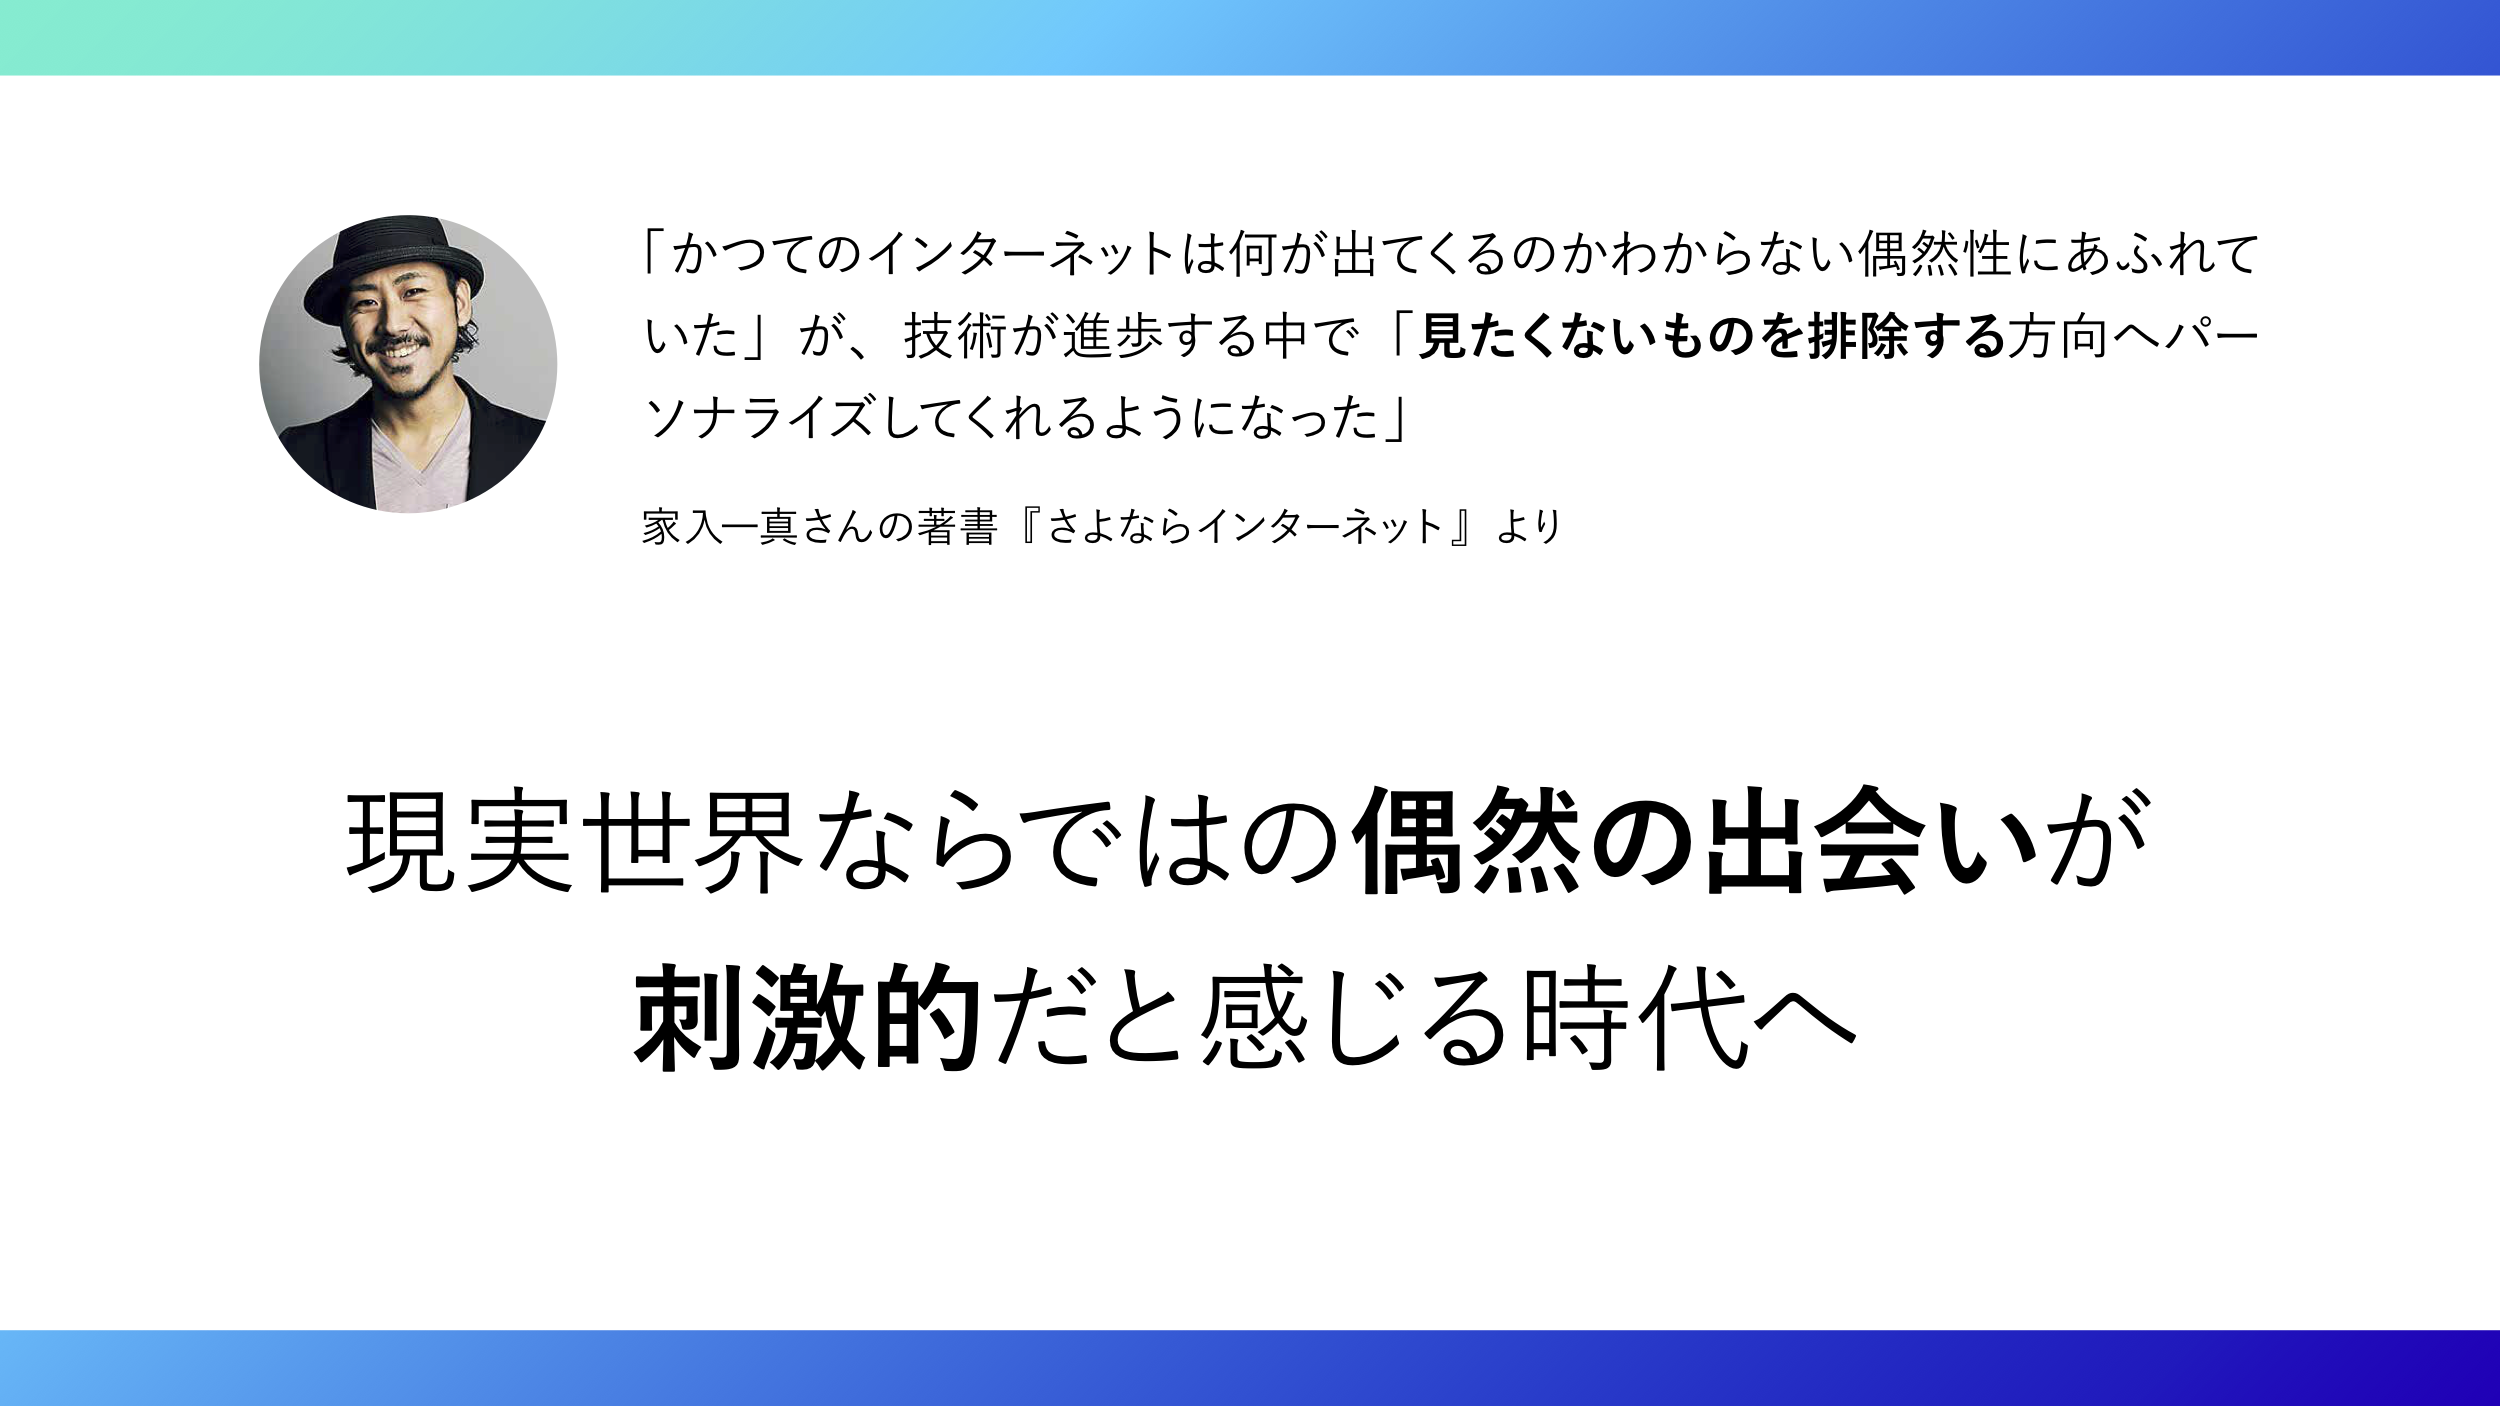 「かつてのインターネットは何が出てくるのかわからない偶然性にあふれて
いた」が、技術が進歩する中で「見たくないものを排除する方向へパー
ソナライズしてくれるようになった」
家入一真さんの著書『さよならインターネット』より
現実世界ならではの偶然の出会いが
刺激的だと感じる時代へ